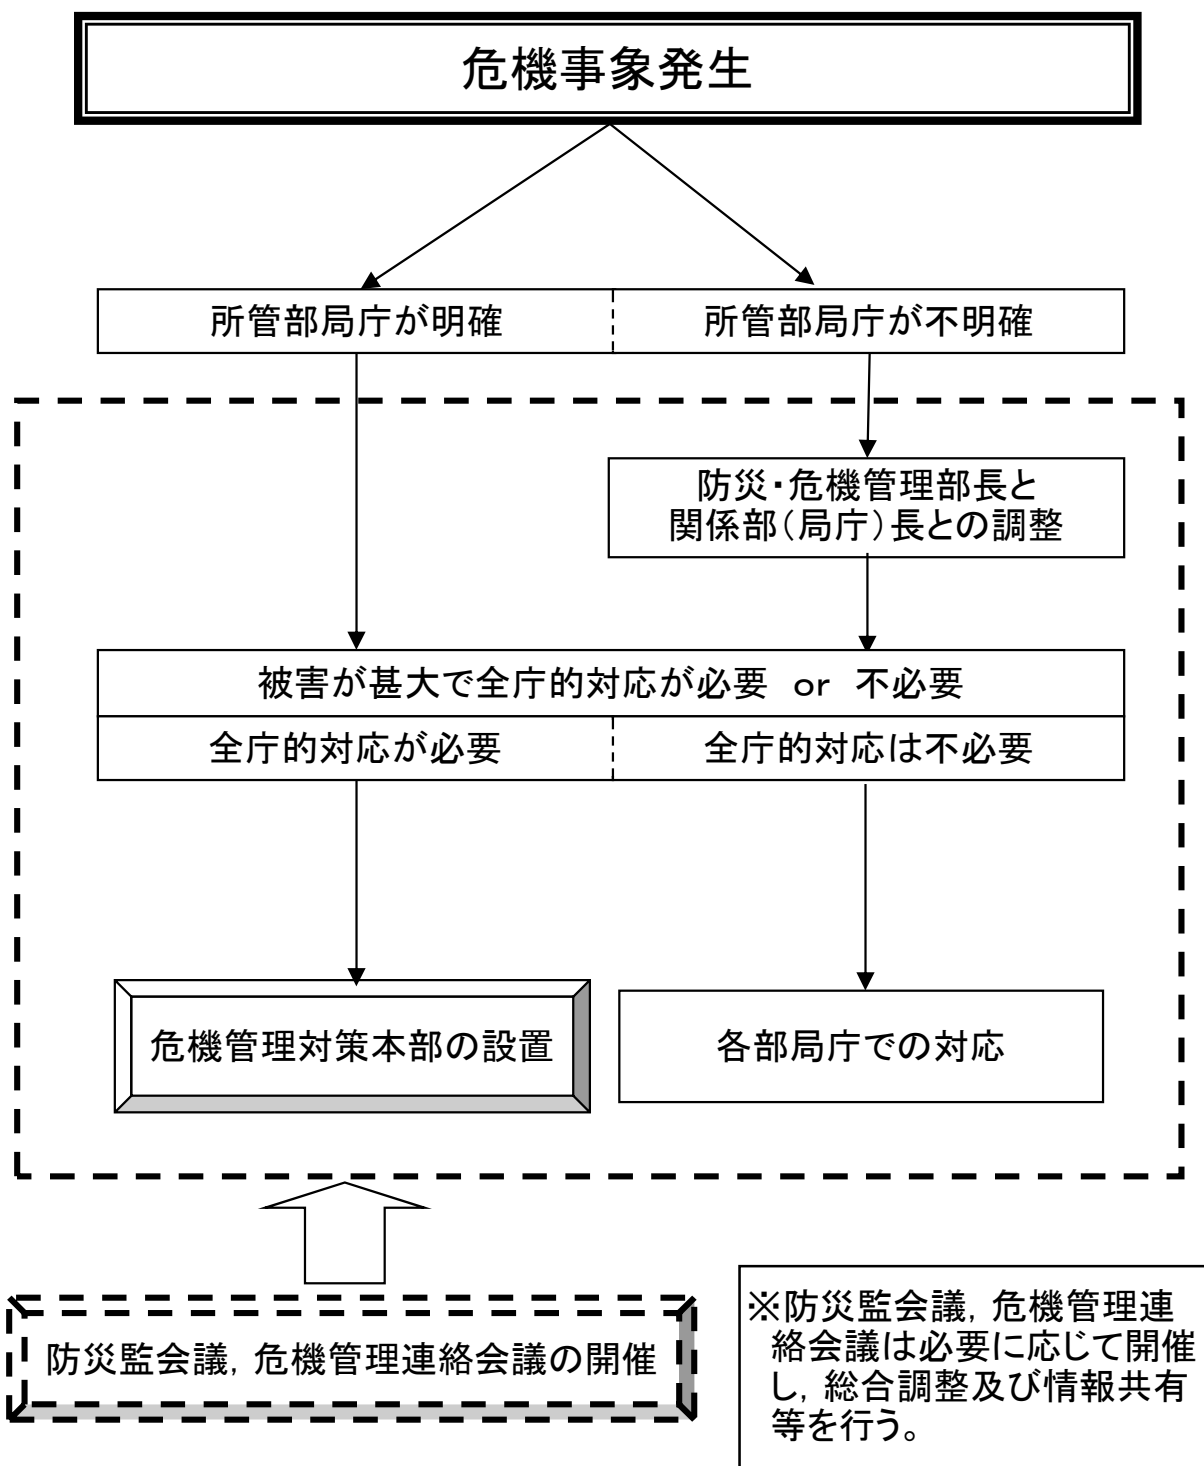 危機事象発生
所管部局庁が明確
所管部局庁が不明確
防災・危機管理部長と
関係部（局庁）長との調整
被害が甚大で全庁的対応が必要　or　不必要
全庁的対応が必要
全庁的対応は不必要
危機管理対策本部の設置
各部局庁での対応
防災監会議，危機管理連絡会議の開催
※防災監会議，危機管理連
絡会議は必要に応じて開催
し，総合調整及び情報共有
等を行う。